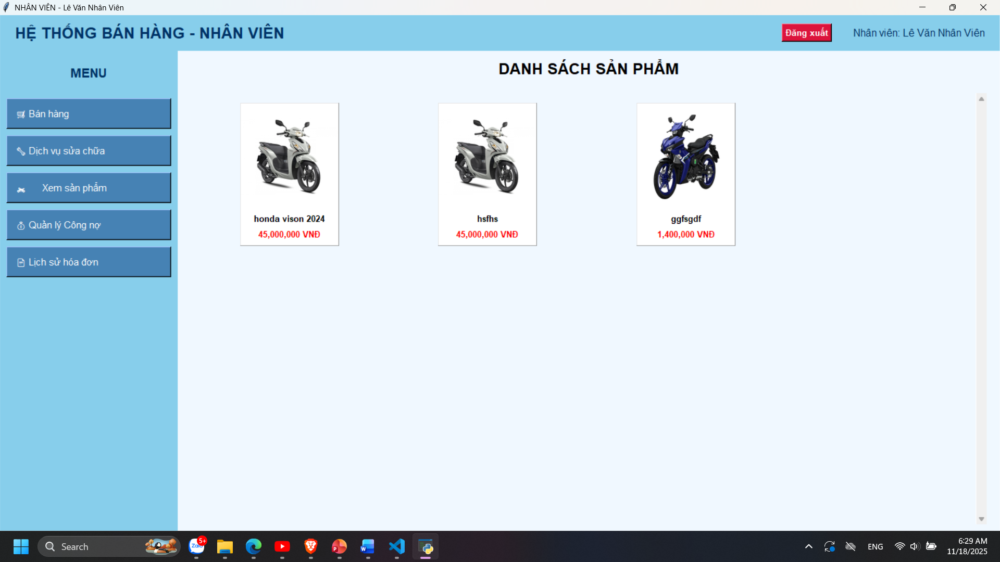 NHÂN VIÊN - Lê Văn Nhân Viên
HỆ THỐNG BÁN HÀNG - NHÂN VIÊN
Đăng xuất
Nhân viên: Lê Văn Nhân Viên
MENU
Bán hàng
Dịch vụ sửa chữa
Xem sản phẩm
Quản lý Công nợ
Lịch sử hóa đơn
DANH SÁCH SẢN PHẨM
honda vison 2024
45,000,000 VNĐ
hsfhs
45,000,000 VNĐ
ggfsgdf
1,400,000 VNĐ
Search
Zalo
5+
P
W
ENG
6:29 AM
11/18/2025